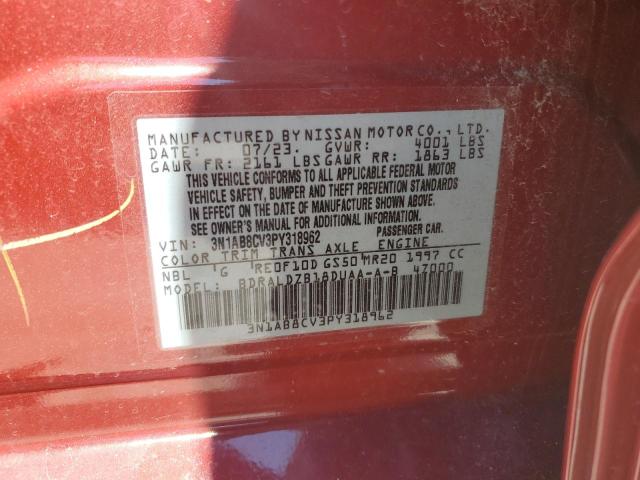 MANUFACTURED BY NISSAN MOTOR CO., LTD.
DATE: 07/23. GVWR: 4001 LBS
GAWR FR: 2161 LBS GAWR RR: 1863 LBS
THIS VEHICLE CONFORMS TO ALL APPLICABLE FEDERAL MOTOR
VEHICLE SAFETY, BUMPER AND THEFT PREVENTION STANDARDS
IN EFFECT ON THE DATE OF MANUFACTURE SHOWN ABOVE.
SEE OWNER'S MANUAL FOR ADDITIONAL INFORMATION.
VIN: 3N1AB8CV3PY318962 PASSENGER CAR.
COLOR TRIM TRANS AXLE ENGINE
NBL G RE0F10D GS50 MR20 1997 CC
BDRALDZB18DUAA-A-B 4Z000
3N1AB8CV3PY318962